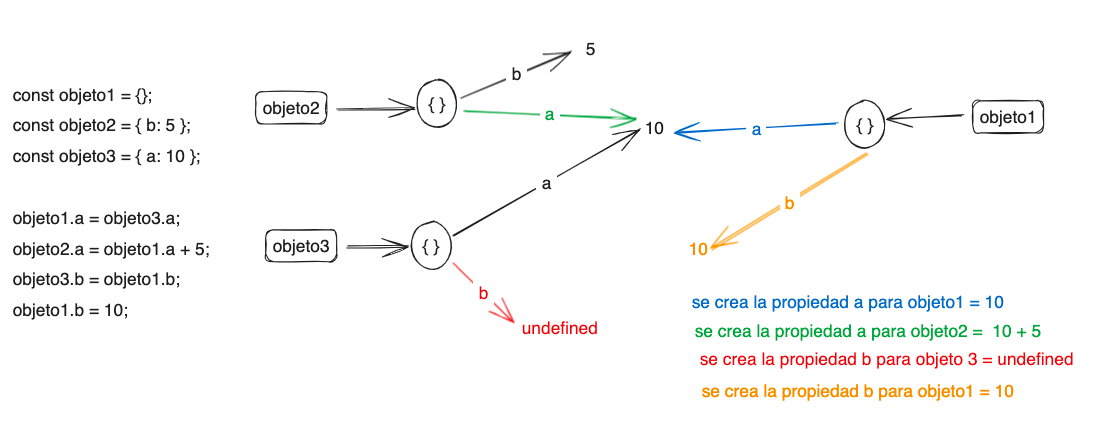 const objeto1 = {};
const objeto2 = { b: 5 };
const objeto3 = { a: 10 };
objeto1.a = objeto3.a;
objeto2.a = objeto1.a + 5;
objeto3.b = objeto1.b;
objeto1.b = 10;
objeto2
{ }
b
5
a
10
a
{ }
objeto1
objeto3
{ }
a
b
undefined
b
10
se crea la propiedad a para objeto1 = 10
se crea la propiedad a para objeto2 =  10 + 5
se crea la propiedad b para objeto 3 = undefined
se crea la propiedad b para objeto1 = 10